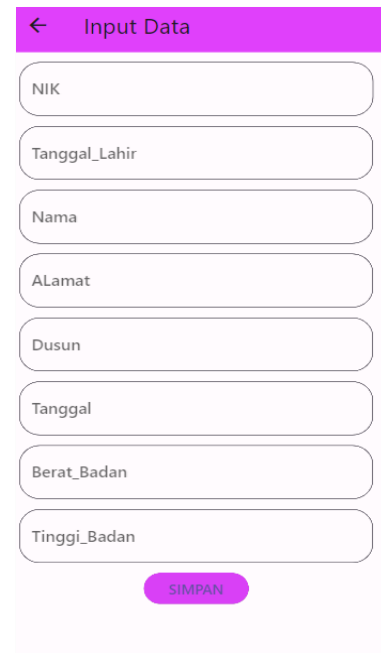 Input Data
NIK
Tanggal_Lahir
Nama
ALamat
Dusun
Tanggal
Berat_Badan
Tinggi_Badan
SIMPAN